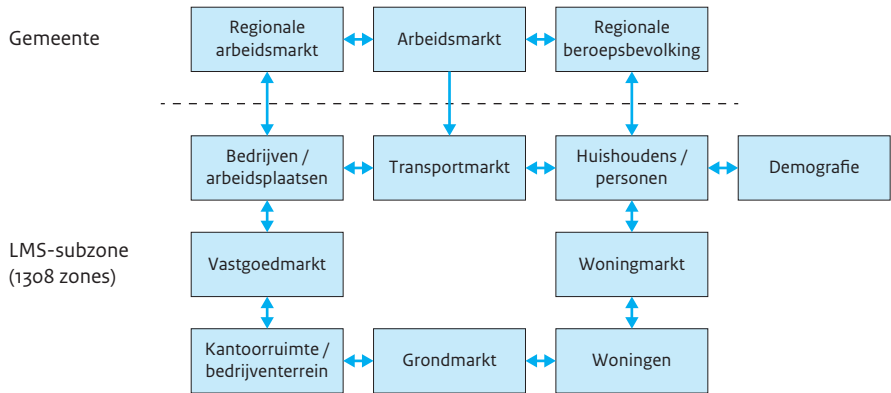 Gemeente
Regionale
arbeidsmarkt
Arbeidsmarkt
Regionale
beroepsbevolking
Bedrijven /
arbeidsplaatsen
Transportmarkt
Huishoudens /
personen
Demografie
LMS-subzone
(1308 zones)
Vastgoedmarkt
Woningmarkt
Kantoorruimte /
bedrijventerrein
Grondmarkt
Woningen